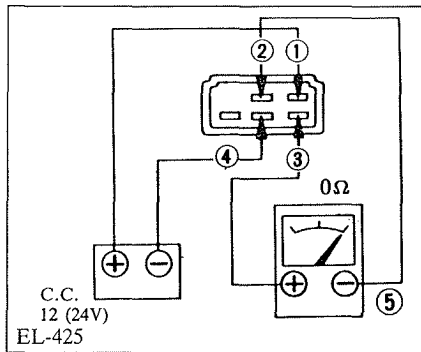 ② ①
④ ③
0Ω
⊕ ⊖
⊕ ⊖
⑤
C.C.
12 (24V)
EL-425